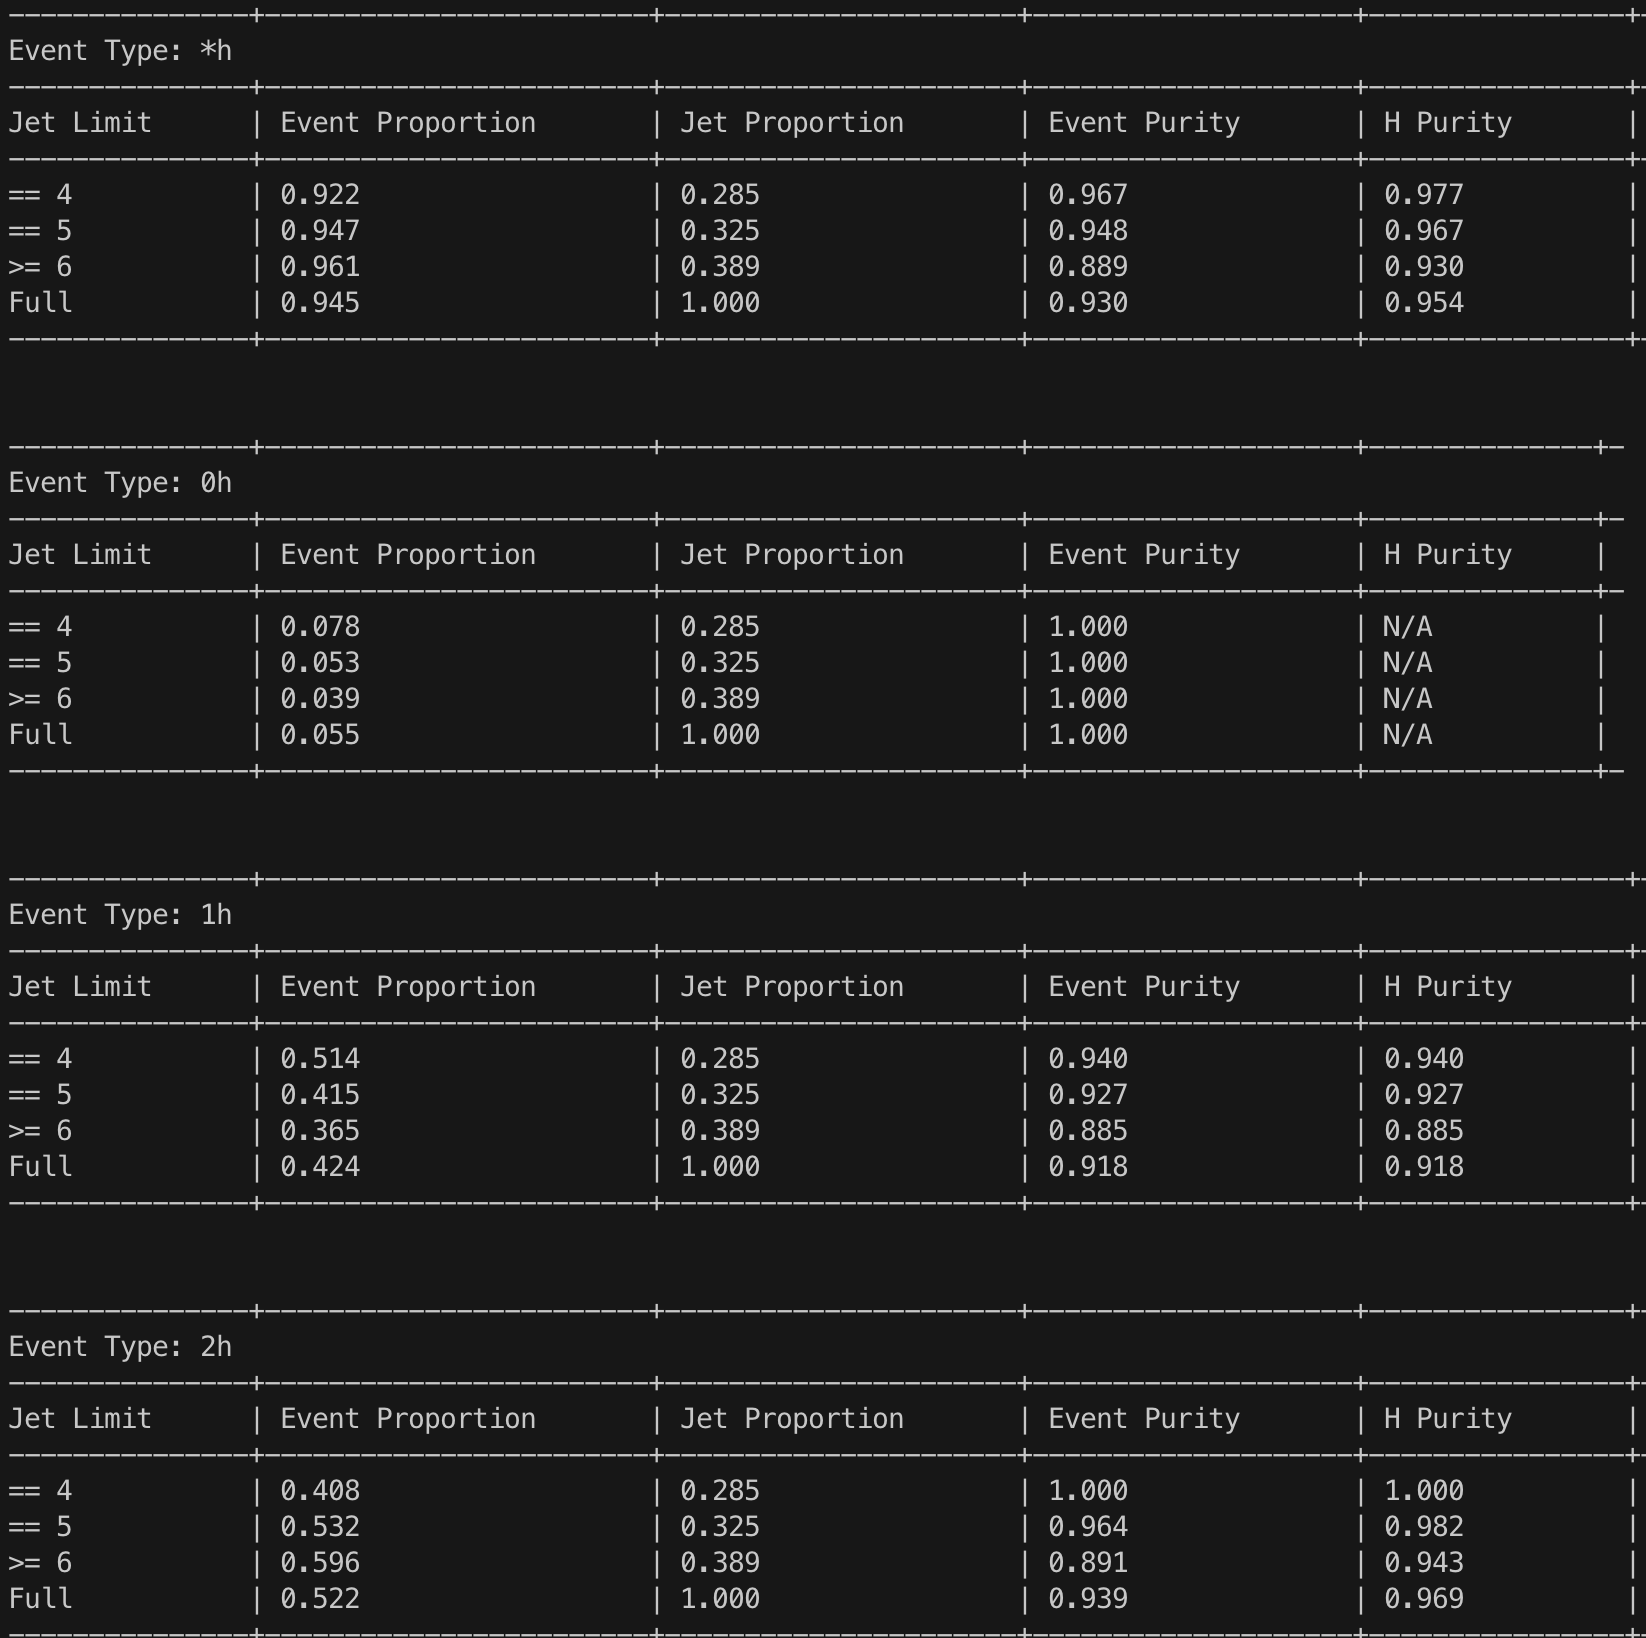 ---------------+------------------------+----------------------+--------------------+----------------+-
Event Type: *h
---------------+------------------------+----------------------+--------------------+----------------+-
Jet Limit      | Event Proportion       | Jet Proportion       | Event Purity       | H Purity       |
---------------+------------------------+----------------------+--------------------+----------------+-
== 4           | 0.922                  | 0.285                | 0.967              | 0.977          |
== 5           | 0.947                  | 0.325                | 0.948              | 0.967          |
>= 6           | 0.961                  | 0.389                | 0.889              | 0.930          |
Full           | 0.945                  | 1.000                | 0.930              | 0.954          |
---------------+------------------------+----------------------+--------------------+----------------+-
---------------+------------------------+----------------------+--------------------+--------------+-
Event Type: 0h
---------------+------------------------+----------------------+--------------------+--------------+-
Jet Limit      | Event Proportion       | Jet Proportion       | Event Purity       | H Purity     |
---------------+------------------------+----------------------+--------------------+--------------+-
== 4           | 0.078                  | 0.285                | 1.000              | N/A          |
== 5           | 0.053                  | 0.325                | 1.000              | N/A          |
>= 6           | 0.039                  | 0.389                | 1.000              | N/A          |
Full           | 0.055                  | 1.000                | 1.000              | N/A          |
---------------+------------------------+----------------------+--------------------+--------------+-
---------------+------------------------+----------------------+--------------------+----------------+-
Event Type: 1h
---------------+------------------------+----------------------+--------------------+----------------+-
Jet Limit      | Event Proportion       | Jet Proportion       | Event Purity       | H Purity       |
---------------+------------------------+----------------------+--------------------+----------------+-
== 4           | 0.514                  | 0.285                | 0.940              | 0.940          |
== 5           | 0.415                  | 0.325                | 0.927              | 0.927          |
>= 6           | 0.365                  | 0.389                | 0.885              | 0.885          |
Full           | 0.424                  | 1.000                | 0.918              | 0.918          |
---------------+------------------------+----------------------+--------------------+----------------+-
---------------+------------------------+----------------------+--------------------+----------------+-
Event Type: 2h
---------------+------------------------+----------------------+--------------------+----------------+-
Jet Limit      | Event Proportion       | Jet Proportion       | Event Purity       | H Purity       |
---------------+------------------------+----------------------+--------------------+----------------+-
== 4           | 0.408                  | 0.285                | 1.000              | 1.000          |
== 5           | 0.532                  | 0.325                | 0.964              | 0.982          |
>= 6           | 0.596                  | 0.389                | 0.891              | 0.943          |
Full           | 0.522                  | 1.000                | 0.939              | 0.969          |
---------------+------------------------+----------------------+--------------------+----------------+-